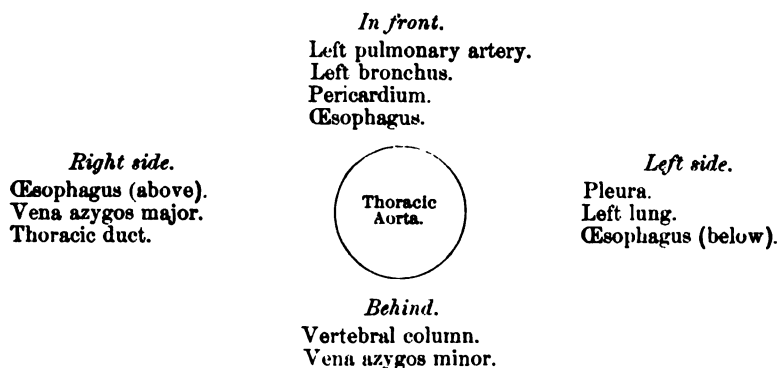 In front.
Left pulmonary artery.
Left bronchus.
Pericardium.
Œsophagus.
Right side.
Œsophagus (above).
Vena azygos major.
Thoracic duct.
Thoracic
Aorta.
Left side.
Pleura.
Left lung.
Œsophagus (below).
Behind.
Vertebral column.
Vena azygos minor.